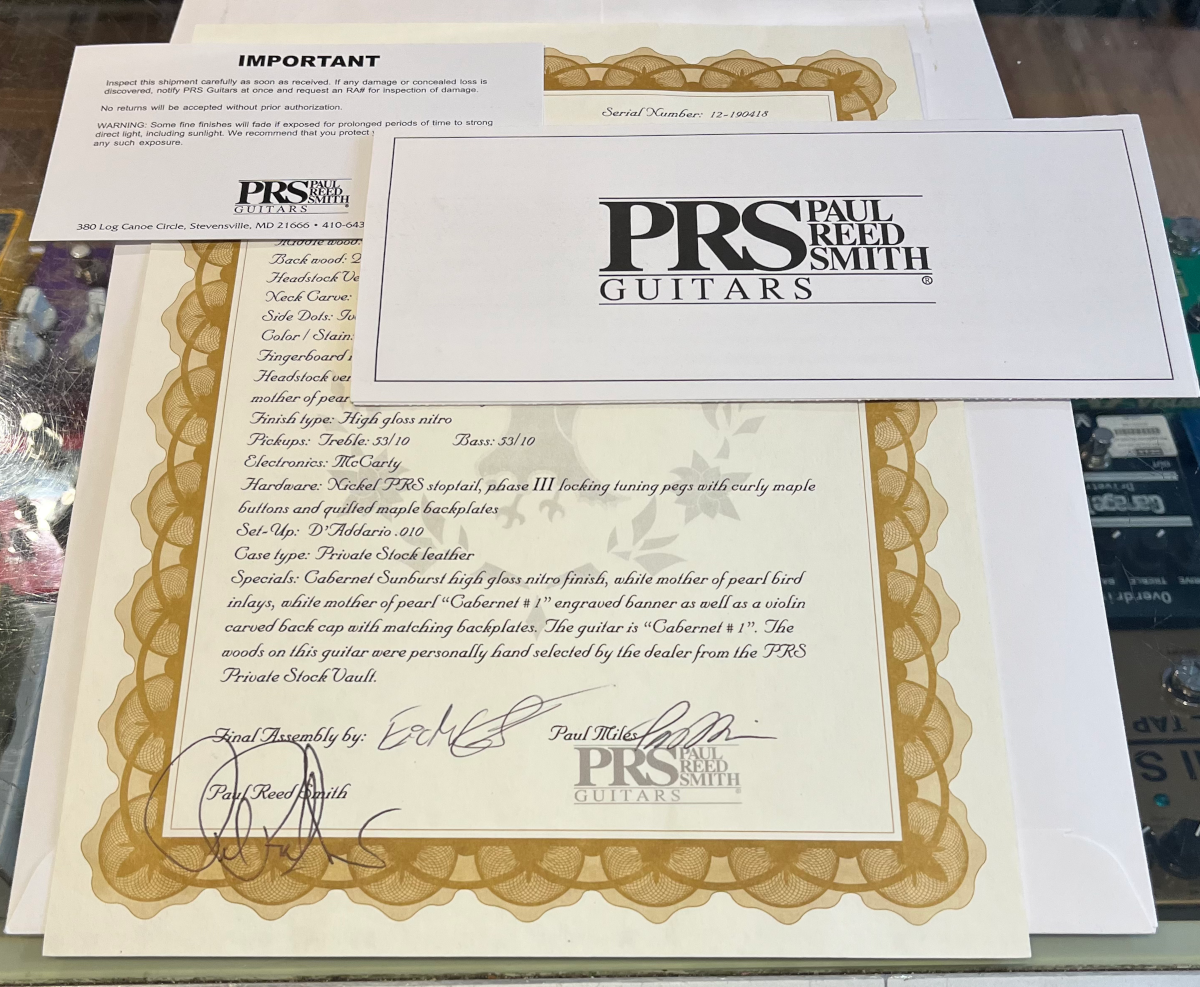 IMPORTANT
Inspect this shipment carefully as soon as received. If any damage or concealed loss is
discovered, notify PRS Guitars at once and request an RA# for inspection of damage.
No returns will be accepted without prior authorization.
WARNING: Some fine finishes will fade if exposed for prolonged periods of time to strong
direct light, including sunlight. We recommend that you protect
any such exposure.
PRS PAUL REED SMITH
GUITARS
380 Log Canoe Circle, Stevensville, MD 21666 • 410-643
Serial Number: 12-190418
PRS PAUL REED SMITH
GUITARS ®
Middle wood:
Back wood:
Headstock Ve
Neck Carve:
Side Dots:
Color / Stain:
Fingerboard
Headstock ve
mother of pear
Finish type: High gloss nitro
Pickups: Treble: 53/10 Bass: 53/10
Electronics: McCarty
Hardware: Nickel PRS stoptail, phase III locking tuning pegs with curly maple
buttons and quilted maple backplates
Set-Up: D'Addario .010
Case type: Private Stock leather
Specials: Cabernet Sunburst high gloss nitro finish, white mother of pearl bird
inlays, white mother of pearl "Cabernet # 1" engraved banner as well as a violin
carved back cap with matching backplates. The guitar is "Cabernet # 1". The
woods on this guitar were personally hand selected by the dealer from the PRS
Private Stock Vault.
Final Assembly by:
Paul Miles
PRS PAUL REED SMITH
GUITARS
Paul Reed Smith
Garage
Drivetr
TREBLE
Overdri
TAP